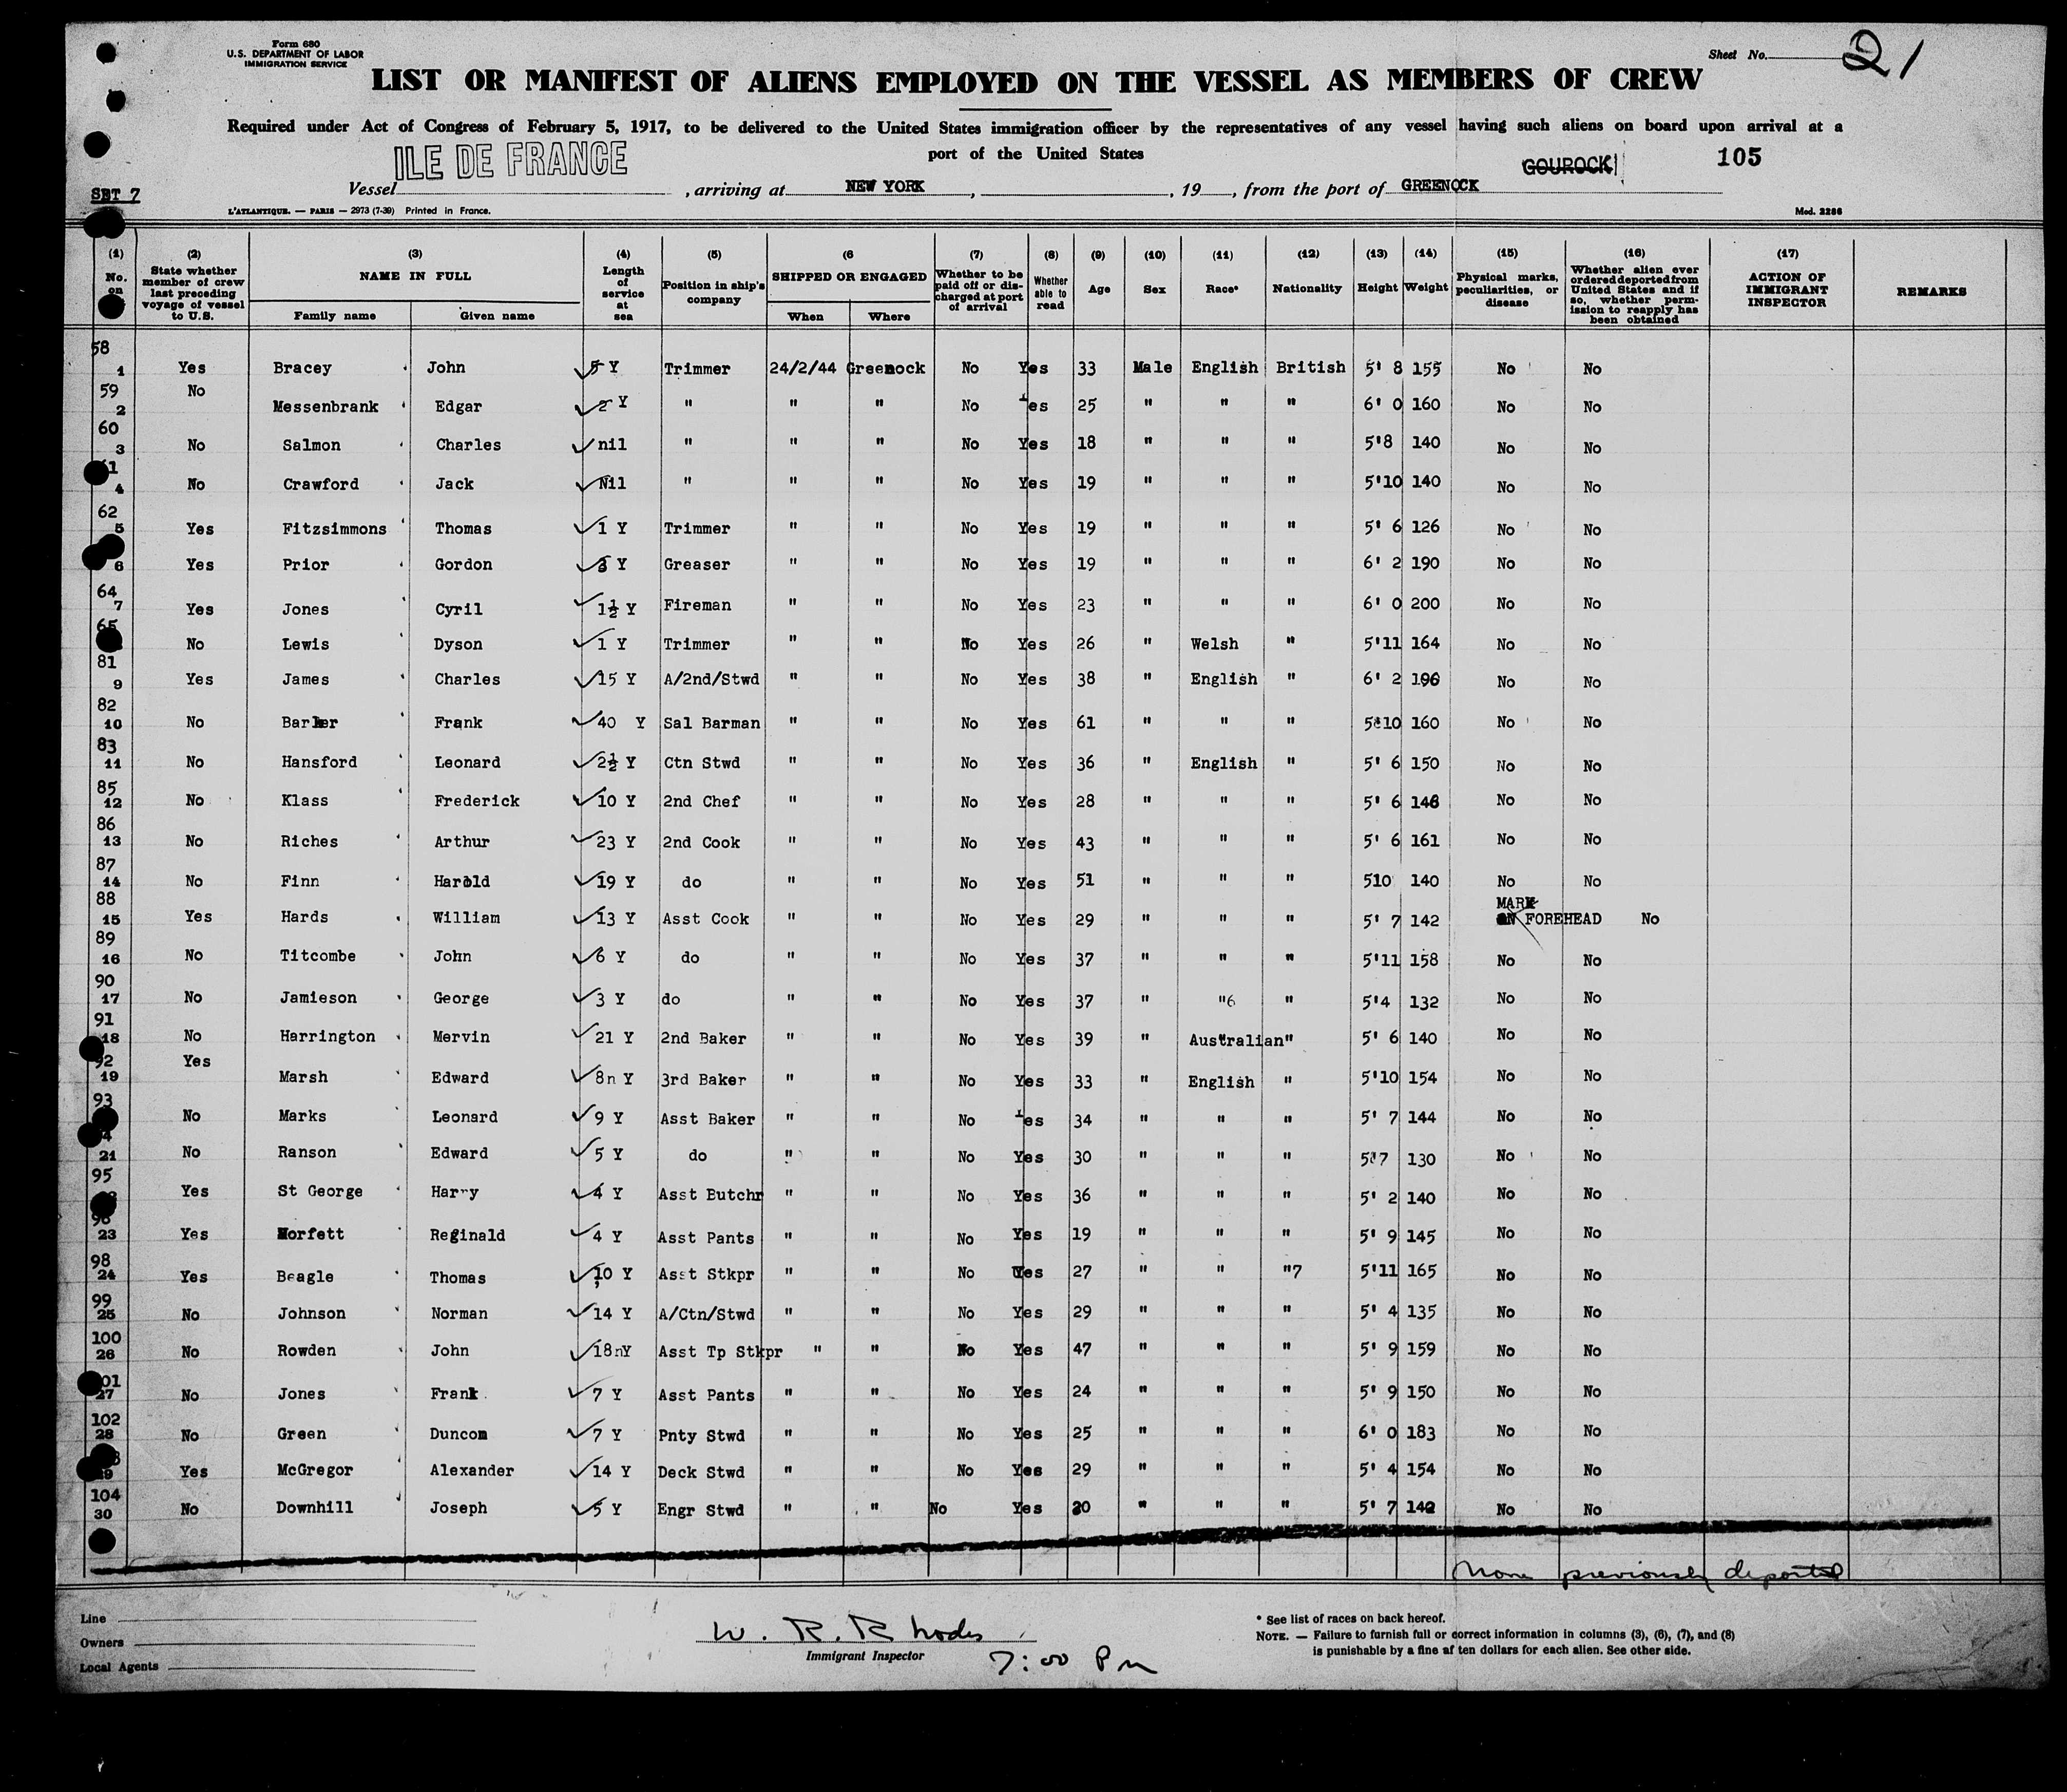 Form 680
U.S. DEPARTMENT OF LABOR
IMMIGRATION SERVICE
Sheet No. 21
LIST OR MANIFEST OF ALIENS EMPLOYED ON THE VESSEL AS MEMBERS OF CREW
Required under Act of Congress of February 5, 1917, to be delivered to the United States immigration officer by the representatives of any vessel having such aliens on board upon arrival at a
port of the United States
GOUROCK 105
SBT 7 Vessel ILE DE FRANCE, arriving at NEW YORK, , 19 , from the port of GREENOCK
L'ATLANTIQUE. — PARIS — 2973 (7-39) Printed in France. Mod. 2286
(1) No. on (2) State whether member of crew last preceding voyage of vessel to U.S. (3) NAME IN FULL Family name Given name (4) Length of service at sea (5) Position in ship's company (6 SHIPPED OR ENGAGED When Where (7) Whether to be paid off or discharged at port of arrival (8) Whether able to read (9) Age (10) Sex (11) Race* (12) Nationality (13) Height (14) Weight (15) Physical marks, peculiarities, or disease (16) Whether alien ever ordered deported from United States and if so, whether permission to reapply has been obtained (17) ACTION OF IMMIGRANT INSPECTOR REMARKS
58
1 Yes Bracey John 5 Y Trimmer 24/2/44 Greenock No Yes 33 Male English British 5' 8 155 No No
59 No
2 Messenbrank Edgar 2 Y " " " No Yes 25 " " " 6' 0 160 No No
60
3 No Salmon Charles nil " " " No Yes 18 " " " 5'8 140 No No
61
4 No Crawford Jack Nil " " " No Yes 19 " " " 5'10 140 No No
62
5 Yes Fitzsimmons Thomas 1 Y Trimmer " " No Yes 19 " " " 5' 6 126 No No
6 Yes Prior Gordon 3 Y Greaser " " No Yes 19 " " " 6' 2 190 No No
64
7 Yes Jones Cyril 1½ Y Fireman " " No Yes 23 " " " 6' 0 200 No No
65
No Lewis Dyson 1 Y Trimmer " " No Yes 26 " Welsh " 5'11 164 No No
81
9 Yes James Charles 15 Y A/2nd/Stwd " " No Yes 38 " English " 6' 2 196 No No
82
10 No Barker Frank 40 Y Sal Barman " " No Yes 61 " " " 5'10 160 No No
83
11 No Hansford Leonard 2½ Y Ctn Stwd " " No Yes 36 " English " 5' 6 150 No No
85
12 No Klass Frederick 10 Y 2nd Chef " " No Yes 28 " " " 5' 6 146 No No
86
13 No Riches Arthur 23 Y 2nd Cook " " No Yes 43 " " " 5' 6 161 No No
87
14 No Finn Harold 19 Y do " " No Yes 51 " " " 510 140 No No
88 MARK
15 Yes Hards William 13 Y Asst Cook " " No Yes 29 " " " 5' 7 142 ON FOREHEAD No
89
16 No Titcombe John 6 Y do " " No Yes 37 " " " 5'11 158 No No
90
17 No Jamieson George 3 Y do " " No Yes 37 " "6 " 5'4 132 No No
91
18 No Harrington Mervin 21 Y 2nd Baker " " No Yes 39 " Australian" 5' 6 140 No No
92 Yes
19 Marsh Edward 8n Y 3rd Baker " " No Yes 33 " English " 5'10 154 No No
93
No Marks Leonard 9 Y Asst Baker " " No Yes 34 " " " 5' 7 144 No No
4
21 No Ranson Edward 5 Y do " " No Yes 30 " " " 5'7 130 No No
95
Yes St George Harry 4 Y Asst Butchr " " No Yes 36 " " " 5' 2 140 No No
96
23 Yes Morfett Reginald 4 Y Asst Pants " " No Yes 19 " " " 5' 9 145 No No
98
24 Yes Beagle Thomas 10 Y Asst Stkpr " " No Yes 27 " " "7 5'11 165 No No
99
25 No Johnson Norman 14 Y A/Ctn/Stwd " " No Yes 29 " " " 5' 4 135 No No
100
26 No Rowden John 18nY Asst Tp Stkpr " " No Yes 47 " " " 5' 9 159 No No
01
27 No Jones Frank 7 Y Asst Pants " " No Yes 24 " " " 5' 9 150 No No
102
28 No Green Duncom 7 Y Pnty Stwd " " No Yes 25 " " " 6' 0 183 No No
3
29 Yes McGregor Alexander 14 Y Deck Stwd " " No Yes 29 " " " 5' 4 154 No No
104
30 No Downhill Joseph 5 Y Engr Stwd " " No Yes 20 " " " 5' 7 142 No No
None previously deported
Line
Owners
Local Agents
W. R. Rhodes
Immigrant Inspector 7:00 Pm
* See list of races on back hereof.
NOTE. — Failure to furnish full or correct information in columns (3), (6), (7), and (8)
is punishable by a fine af ten dollars for each alien. See other side.